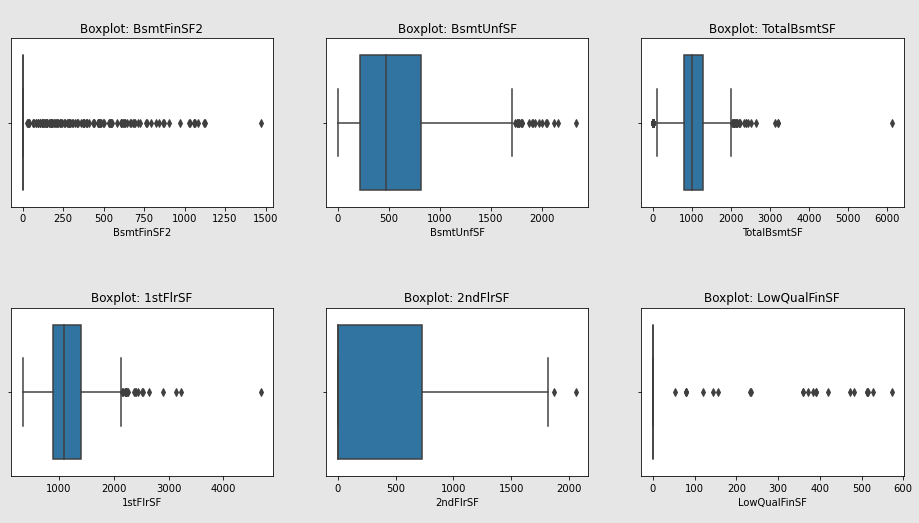 Boxplot: BsmtFinSF2
Boxplot: BsmtUnfSF
Boxplot: TotalBsmtSF
0 250 500 750 1000 1250 1500
0 500 1000 1500 2000
0 1000 2000 3000 4000 5000 6000
BsmtFinSF2
BsmtUnfSF
TotalBsmtSF
Boxplot: 1stFlrSF
Boxplot: 2ndFlrSF
Boxplot: LowQualFinSF
1000 2000 3000 4000
0 500 1000 1500 2000
0 100 200 300 400 500 600
1stFlrSF
2ndFlrSF
LowQualFinSF